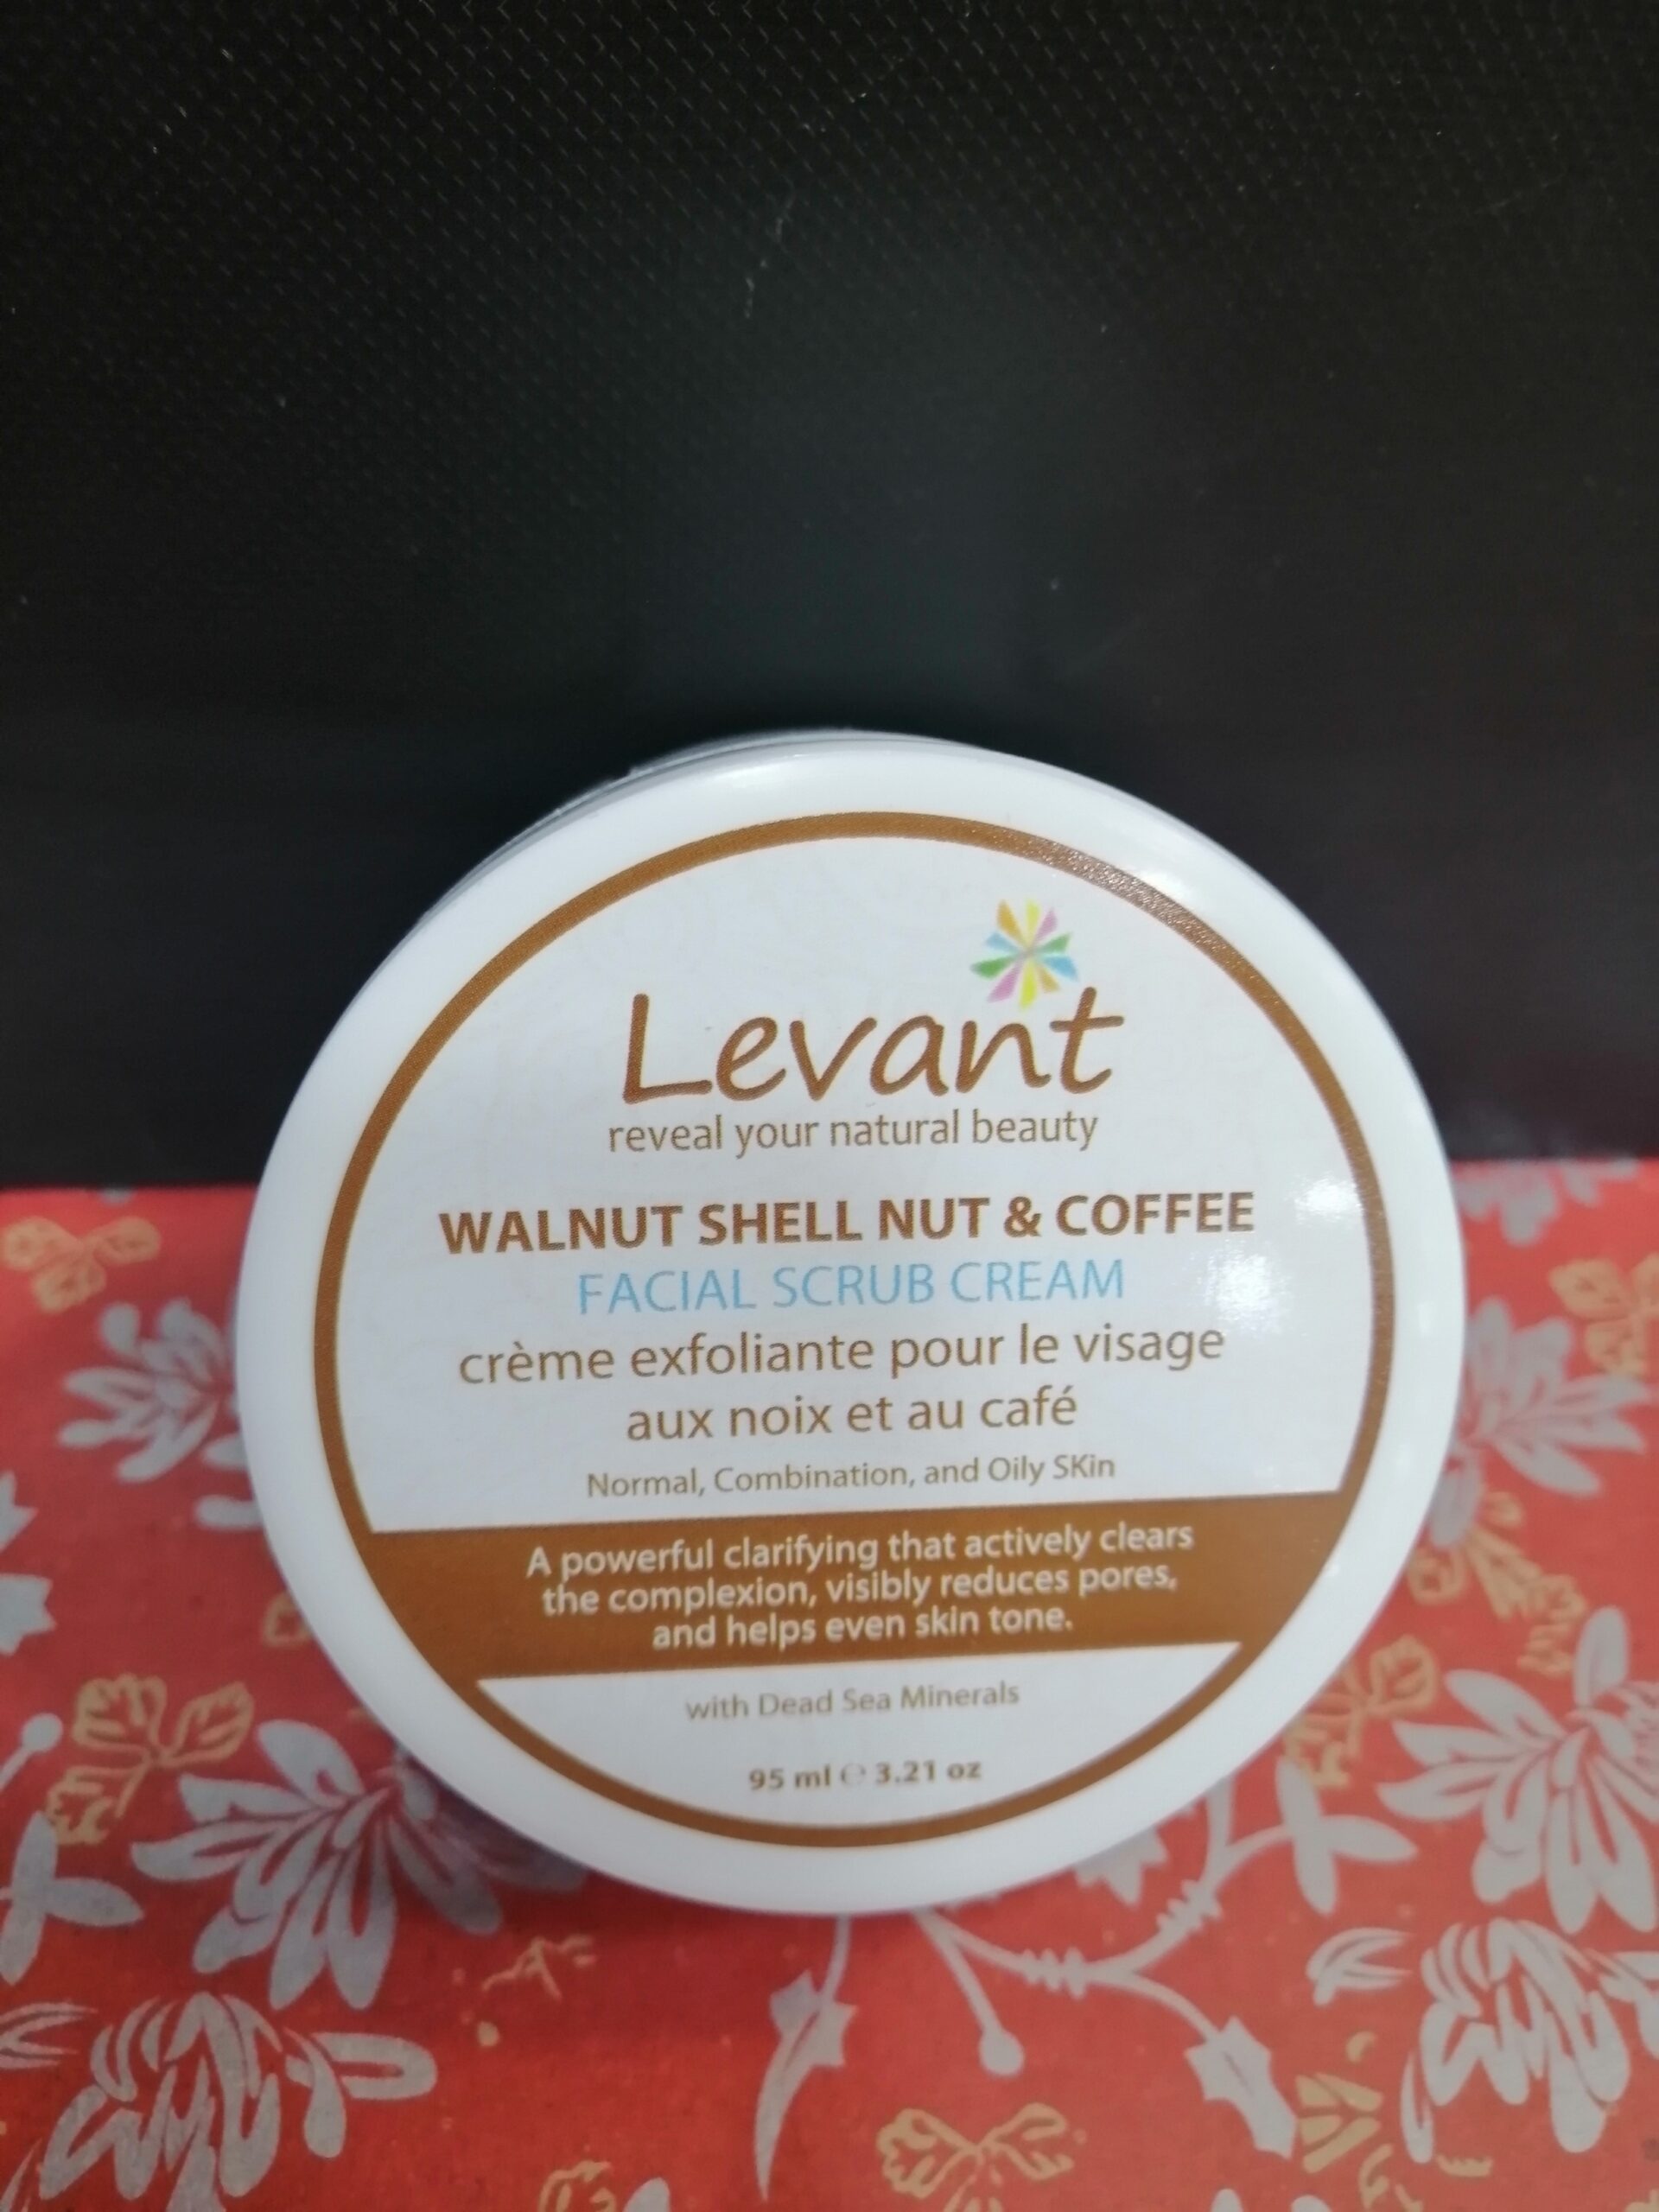 Levant
reveal your natural beauty
WALNUT SHELL NUT & COFFEE
FACIAL SCRUB CREAM
crème exfoliante pour le visage
aux noix et au café
Normal, Combination, and Oily SKin
A powerful clarifying that actively clears
the complexion, visibly reduces pores,
and helps even skin tone.
with Dead Sea Minerals
95 ml ℮ 3.21 oz